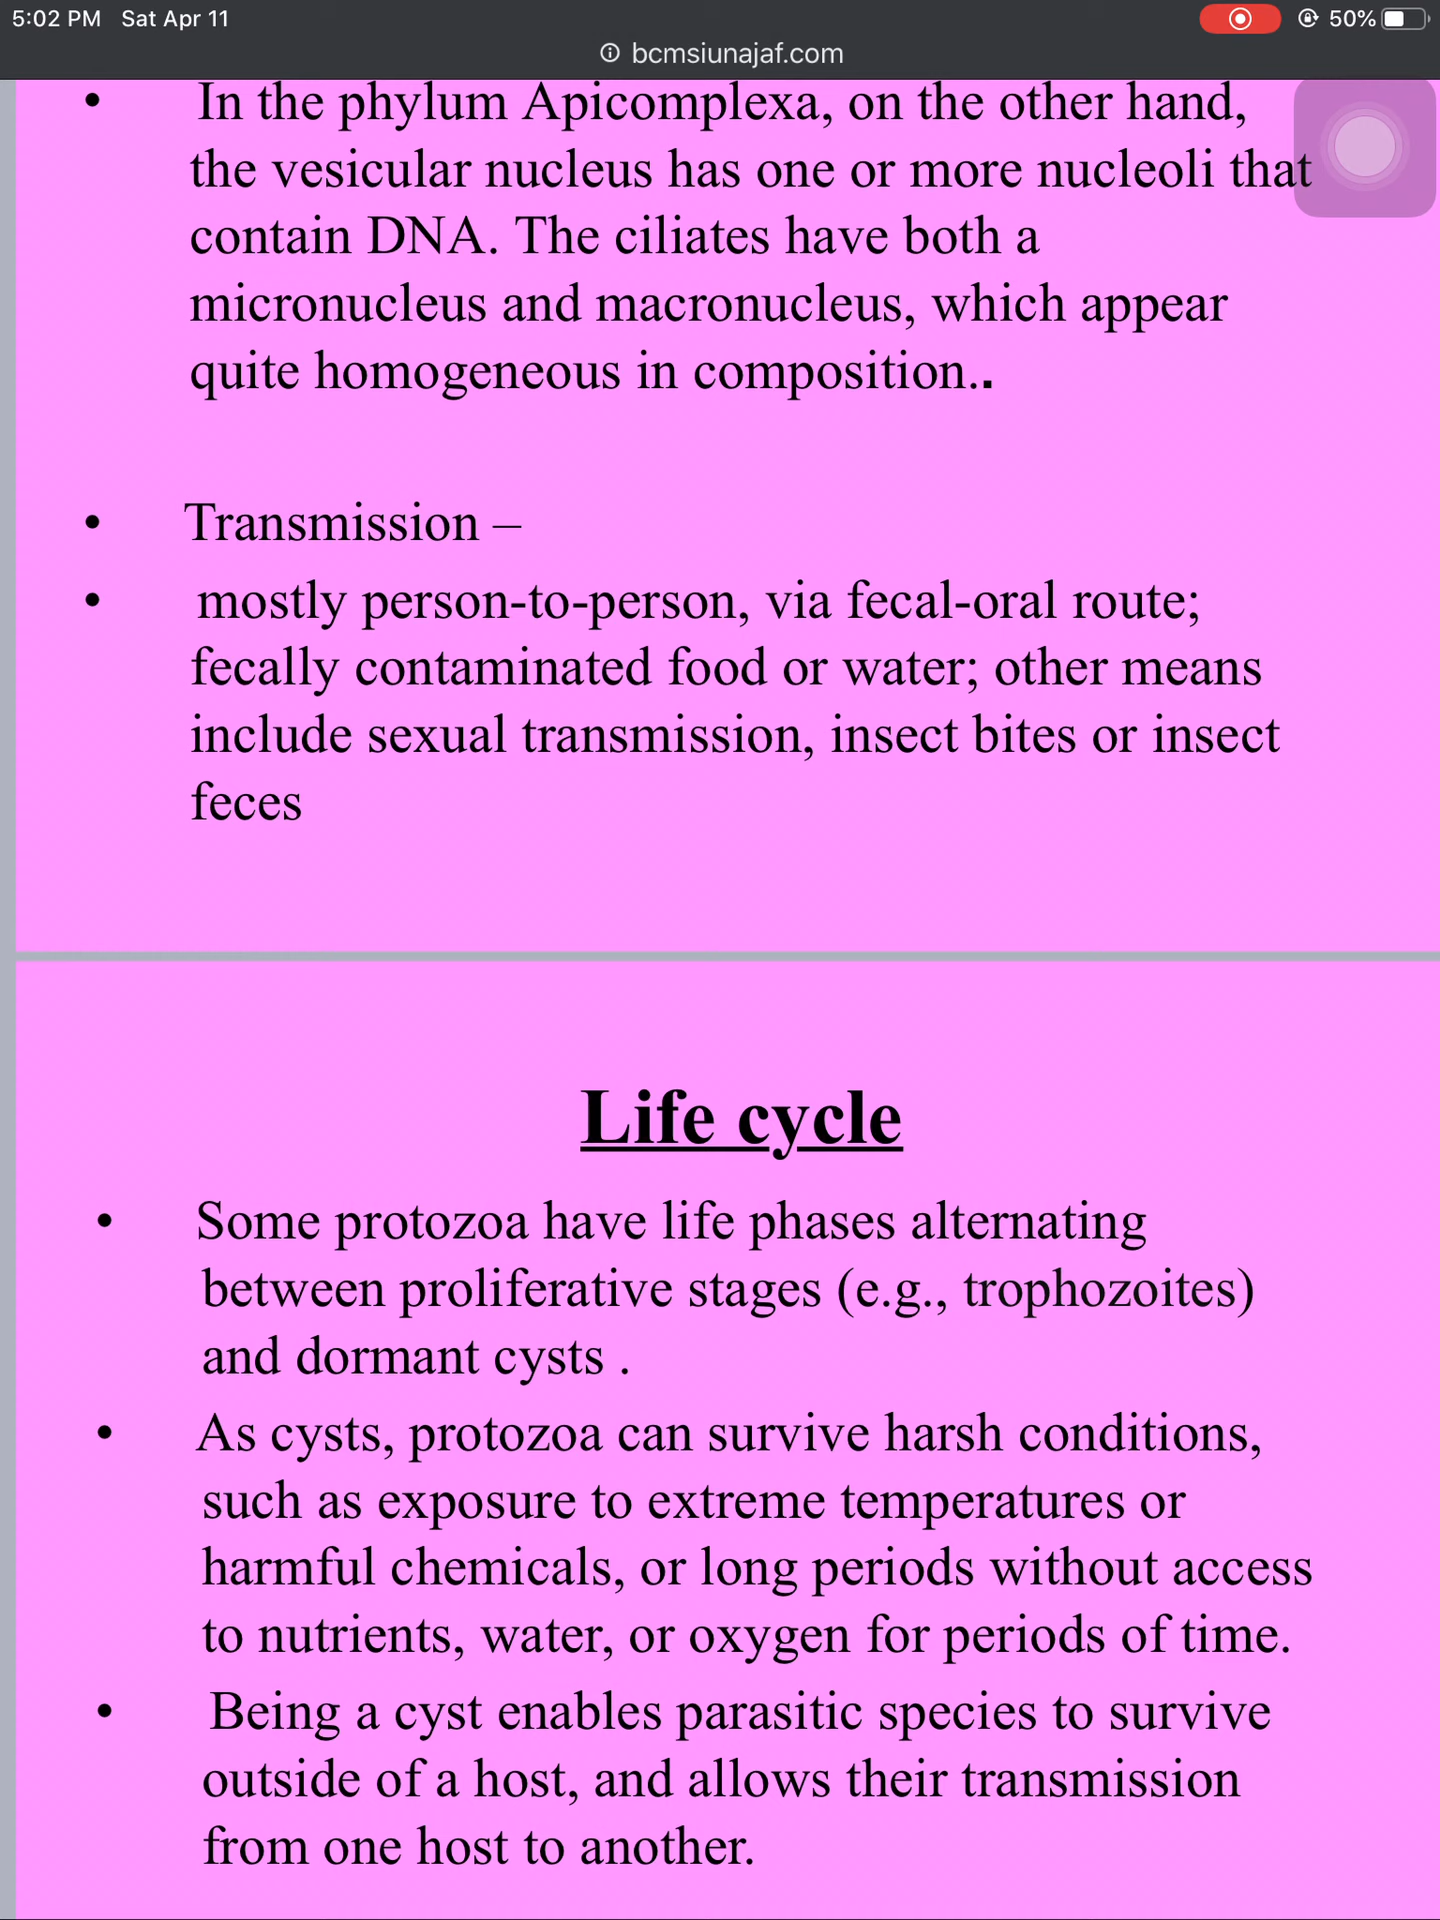 5:02 PM Sat Apr 11
50%
bcmsiunajaf.com
• In the phylum Apicomplexa, on the other hand,
the vesicular nucleus has one or more nucleoli that
contain DNA. The ciliates have both a
micronucleus and macronucleus, which appear
quite homogeneous in composition..
• Transmission –
• mostly person-to-person, via fecal-oral route;
fecally contaminated food or water; other means
include sexual transmission, insect bites or insect
feces
Life cycle
• Some protozoa have life phases alternating
between proliferative stages (e.g., trophozoites)
and dormant cysts .
• As cysts, protozoa can survive harsh conditions,
such as exposure to extreme temperatures or
harmful chemicals, or long periods without access
to nutrients, water, or oxygen for periods of time.
• Being a cyst enables parasitic species to survive
outside of a host, and allows their transmission
from one host to another.